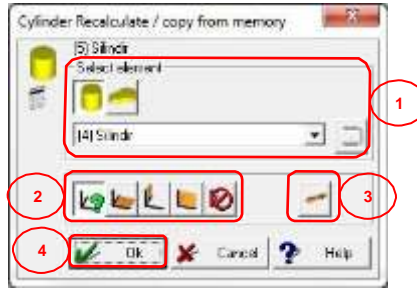 Cylinder Recalculate / copy from memory
[5] Silindir
Select element
1
[4] Silindir
2
3
4
Ok
Cancel
Help